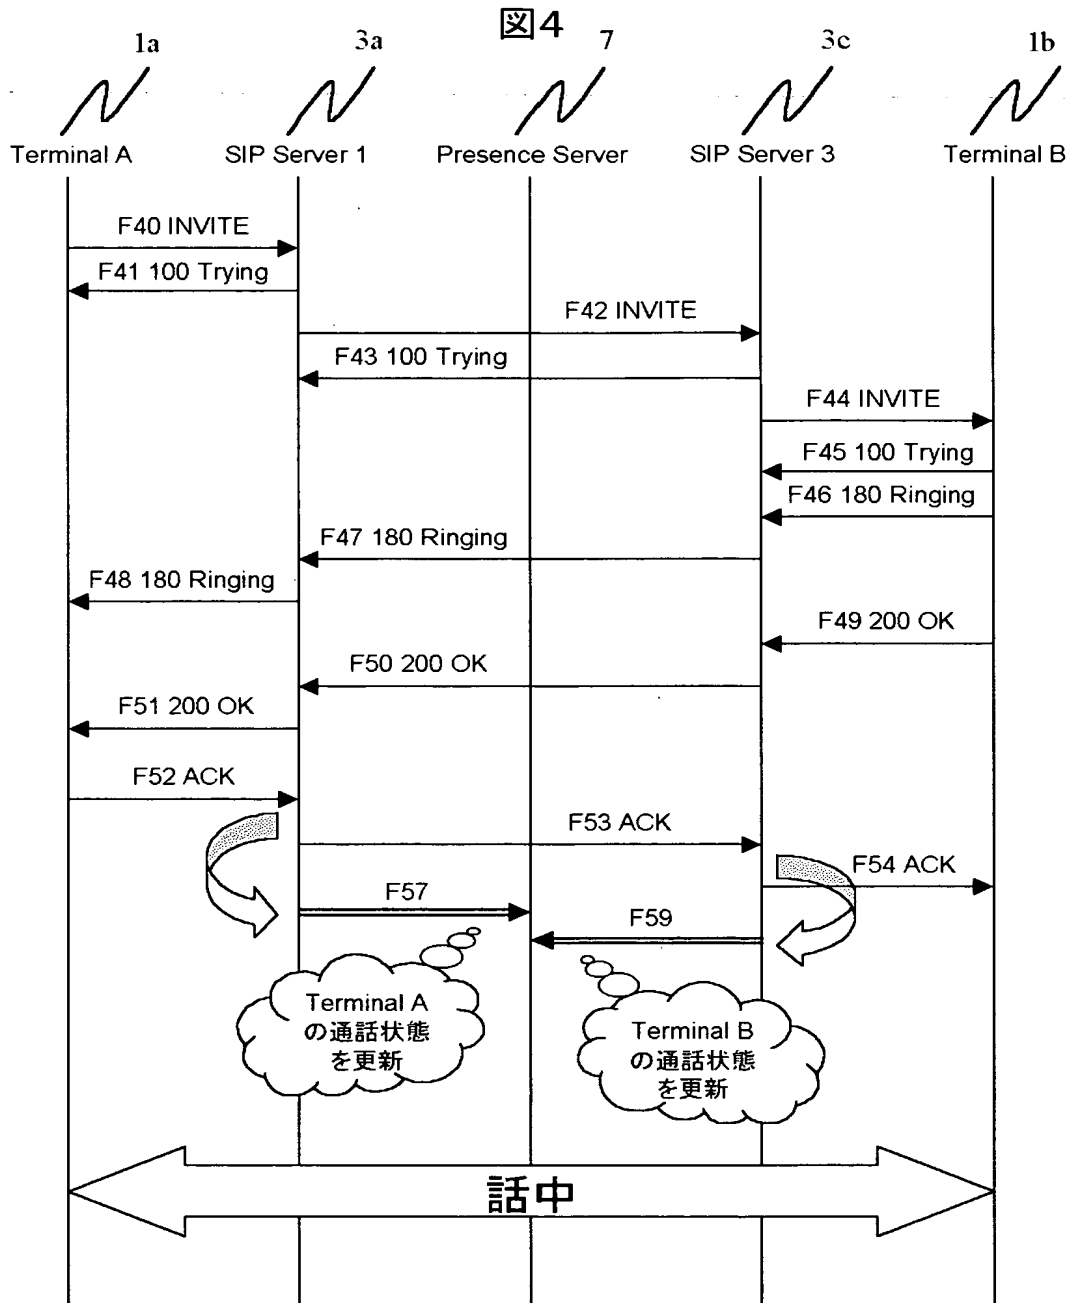 図4
1a
3a
7
3c
1b
Terminal A
SIP Server 1
Presence Server
SIP Server 3
Terminal B
F40 INVITE
F41 100 Trying
F42 INVITE
F43 100 Trying
F44 INVITE
F45 100 Trying
F46 180 Ringing
F47 180 Ringing
F48 180 Ringing
F49 200 OK
F50 200 OK
F51 200 OK
F52 ACK
F53 ACK
F54 ACK
F57
F59
Terminal A
の通話状態
を更新
Terminal B
の通話状態
を更新
話中